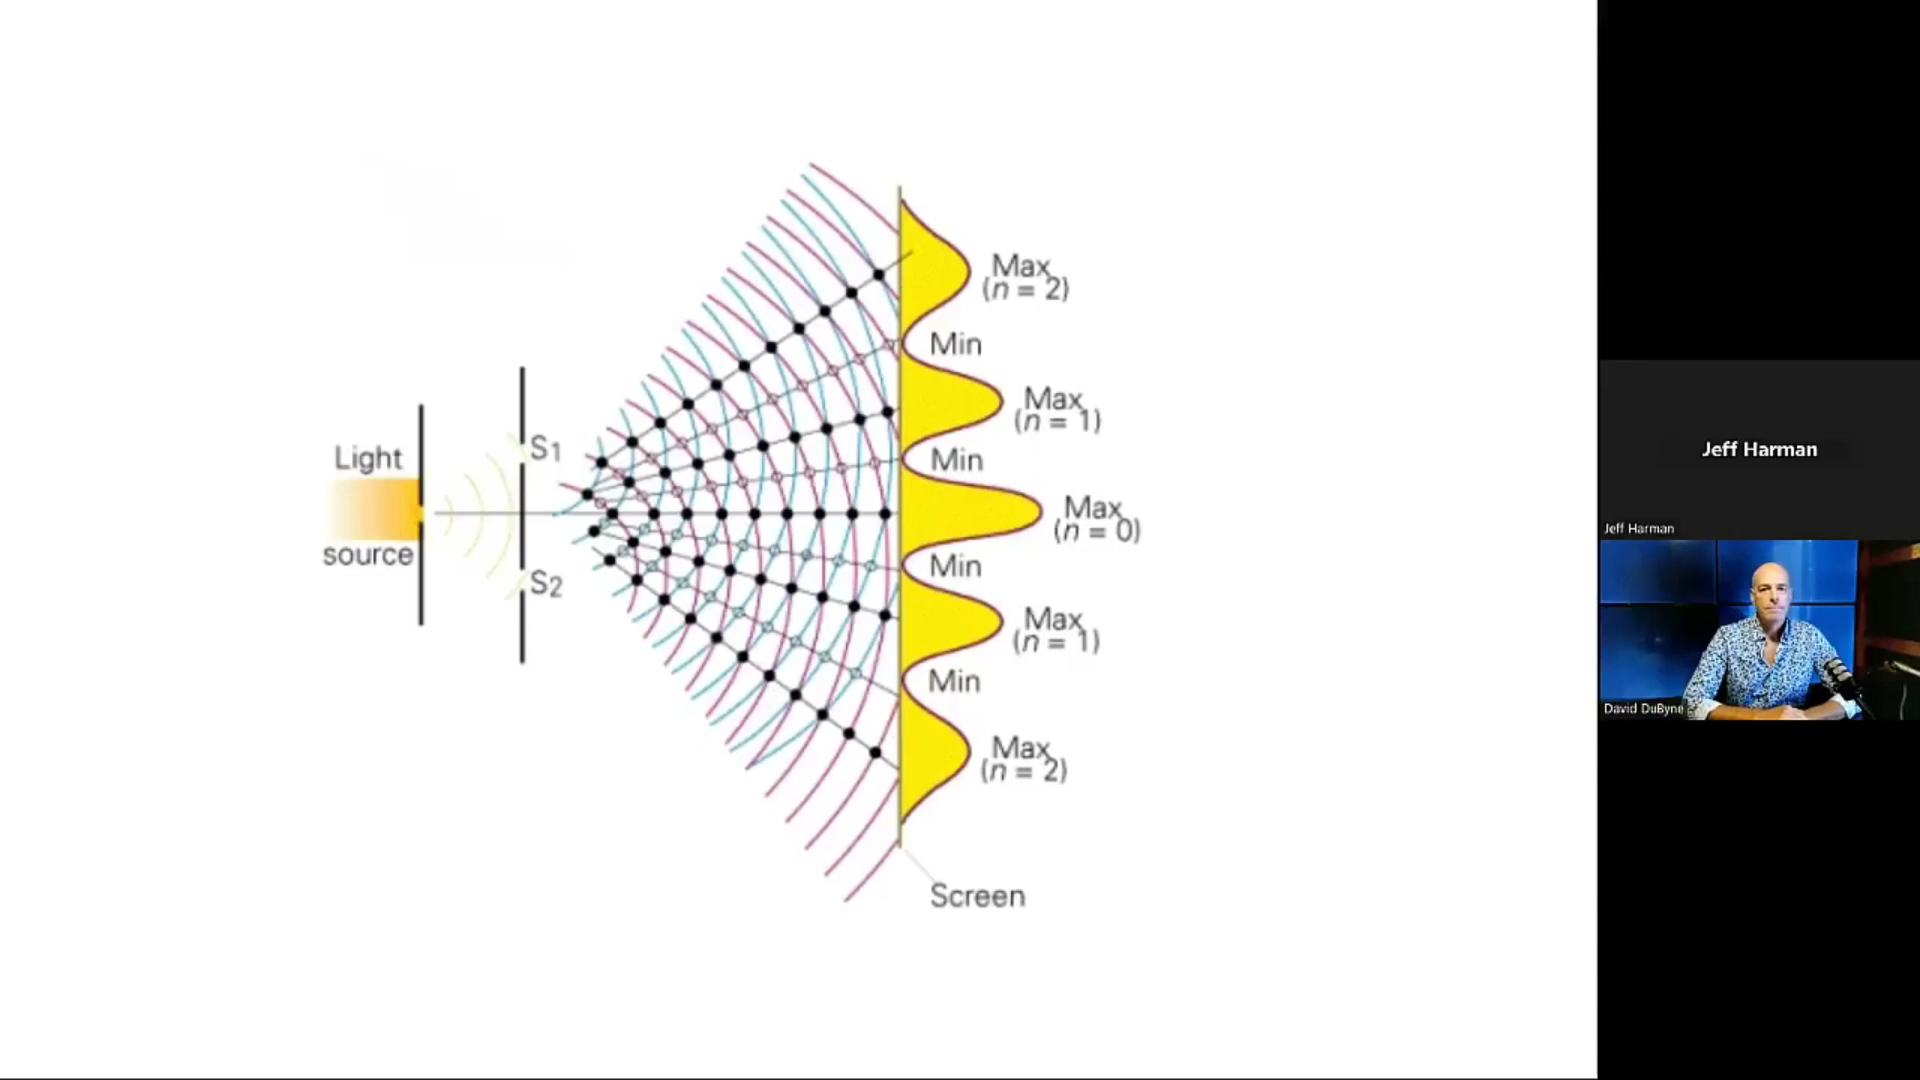 Light
source
S1
S2
Max
(n = 2)
Min
Max
(n = 1)
Min
Max
(n = 0)
Min
Max
(n = 1)
Min
Max
(n = 2)
Screen
Jeff Harman
Jeff Harman
David DuByne